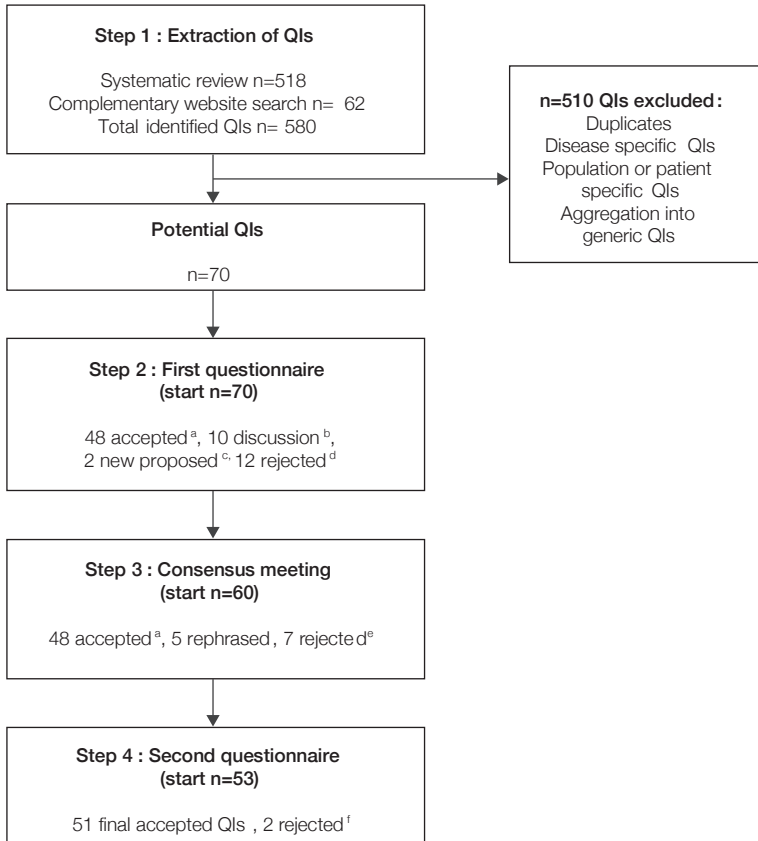 Step 1 : Extraction of QIs
Systematic review n=518
Complementary website search n= 62
Total identified QIs n= 580
n=510 QIs excluded :
Duplicates
Disease specific QIs
Population or patient
specific QIs
Aggregation into
generic QIs
Potential QIs
n=70
Step 2 : First questionnaire
(start n=70)
48 accepted a, 10 discussion b,
2 new proposed c, 12 rejected d
Step 3 : Consensus meeting
(start n=60)
48 accepted a, 5 rephrased , 7 rejected e
Step 4 : Second questionnaire
(start n=53)
51 final accepted QIs , 2 rejected f